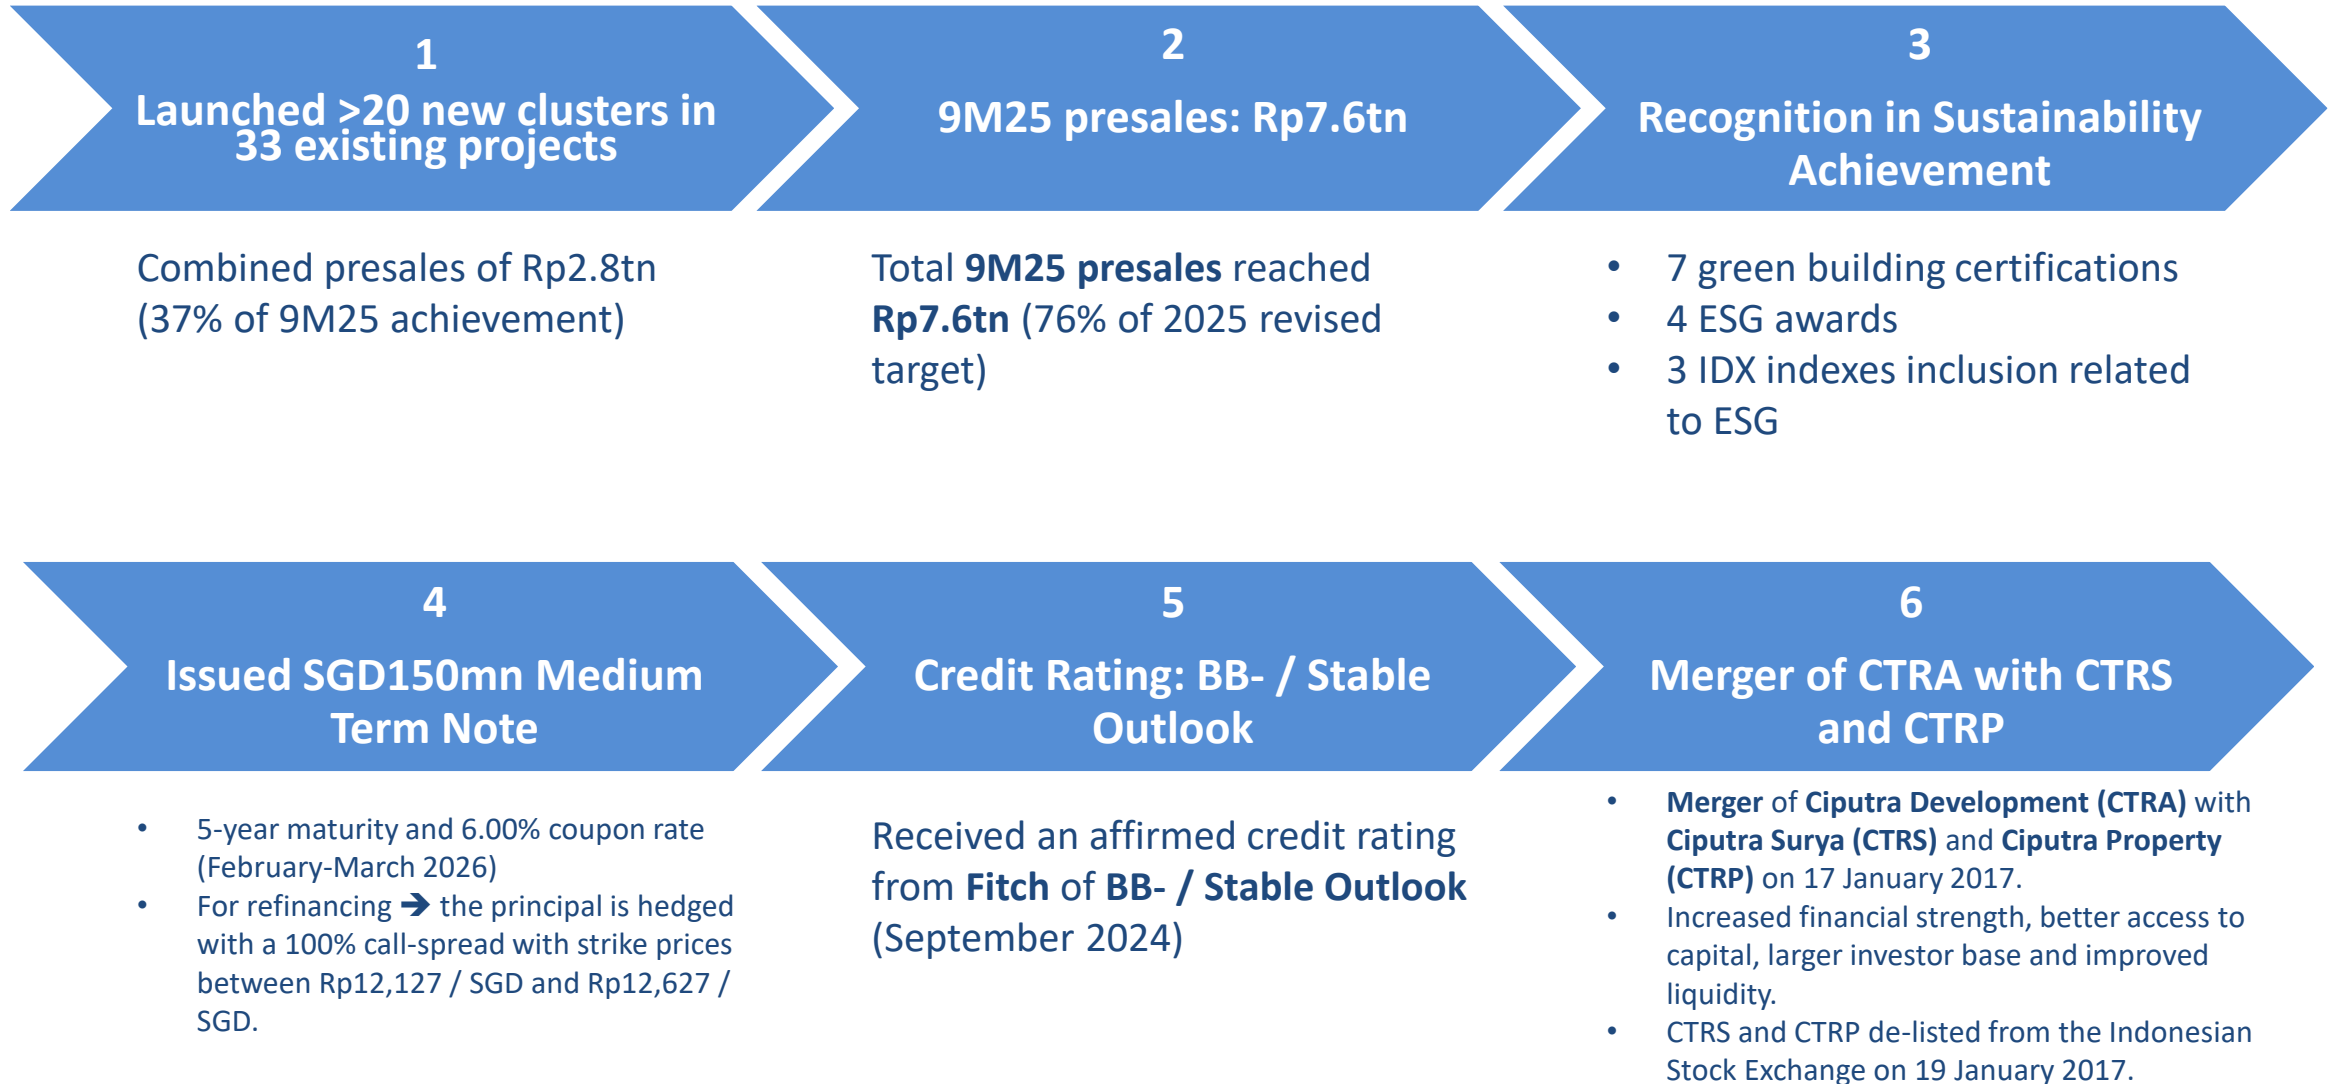 1
Launched >20 new clusters in
33 existing projects
Combined presales of Rp2.8tn
(37% of 9M25 achievement)
2
9M25 presales: Rp7.6tn
Total 9M25 presales reached
Rp7.6tn (76% of 2025 revised
target)
3
Recognition in Sustainability
Achievement
• 7 green building certifications
• 4 ESG awards
• 3 IDX indexes inclusion related
to ESG
4
Issued SGD150mn Medium
Term Note
• 5-year maturity and 6.00% coupon rate
(February-March 2026)
• For refinancing ➔ the principal is hedged
with a 100% call-spread with strike prices
between Rp12,127 / SGD and Rp12,627 /
SGD.
5
Credit Rating: BB- / Stable
Outlook
Received an affirmed credit rating
from Fitch of BB- / Stable Outlook
(September 2024)
6
Merger of CTRA with CTRS
and CTRP
• Merger of Ciputra Development (CTRA) with
Ciputra Surya (CTRS) and Ciputra Property
(CTRP) on 17 January 2017.
• Increased financial strength, better access to
capital, larger investor base and improved
liquidity.
• CTRS and CTRP de-listed from the Indonesian
Stock Exchange on 19 January 2017.